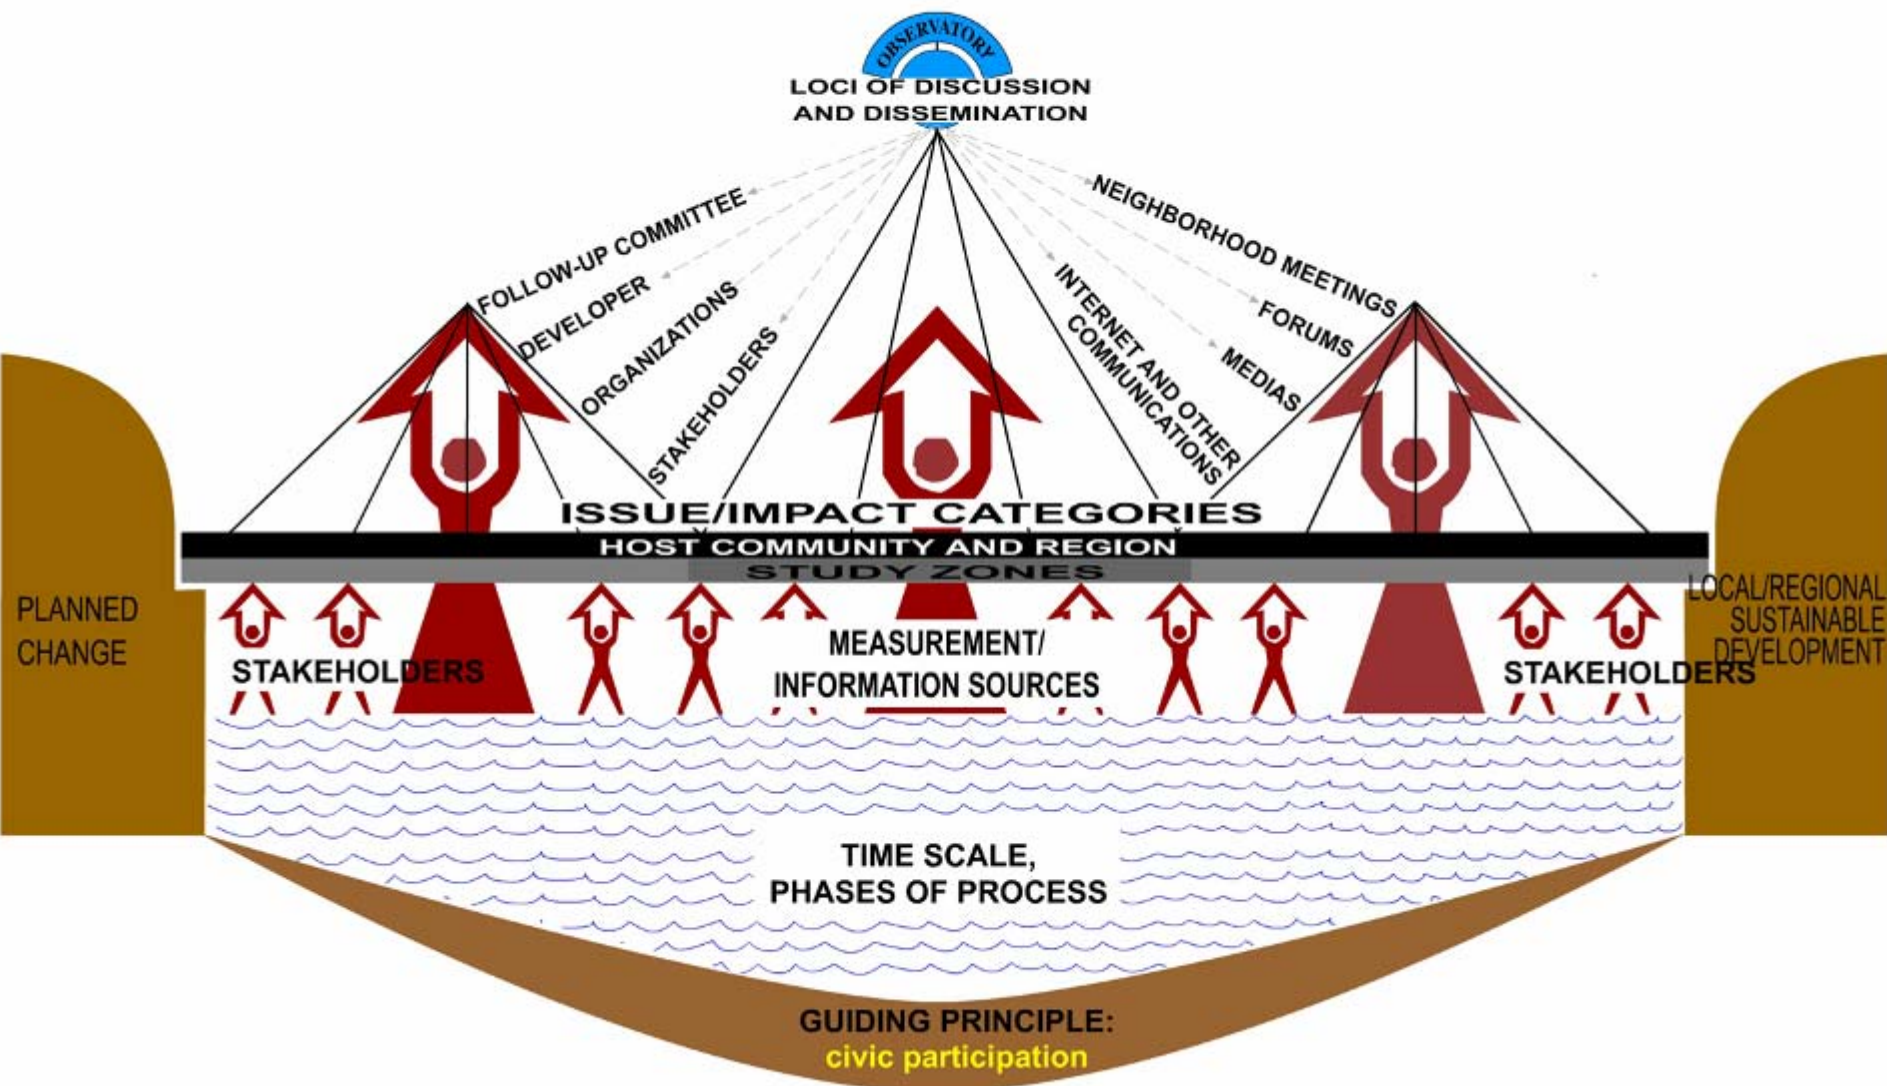 OBSERVATORY
LOCI OF DISCUSSION
AND DISSEMINATION
FOLLOW-UP COMMITTEE
DEVELOPER
ORGANIZATIONS
STAKEHOLDERS
NEIGHBORHOOD MEETINGS
FORUMS
MEDIAS
INTERNET AND OTHER
COMMUNICATIONS
ISSUE/IMPACT CATEGORIES
HOST COMMUNITY AND REGION
STUDY ZONES
PLANNED
CHANGE
STAKEHOLDERS
MEASUREMENT/
INFORMATION SOURCES
STAKEHOLDERS
LOCAL/REGIONAL
SUSTAINABLE
DEVELOPMENT
TIME SCALE,
PHASES OF PROCESS
GUIDING PRINCIPLE:
civic participation